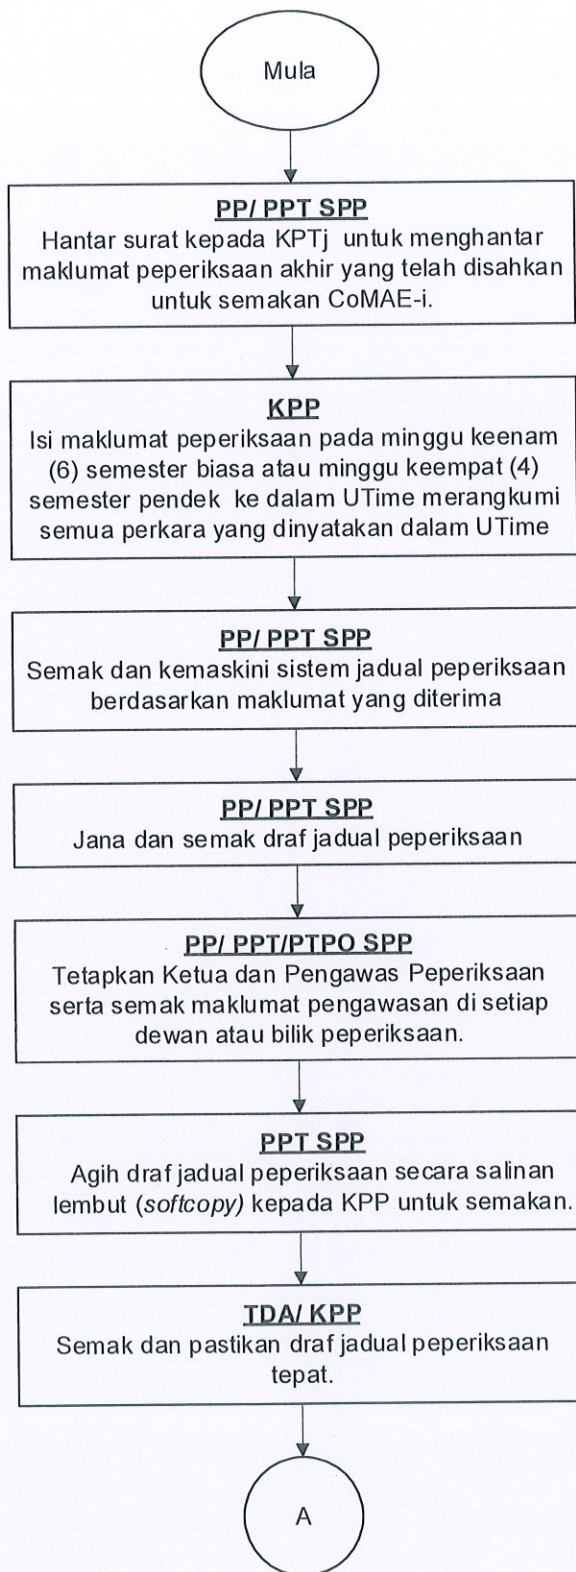 Mula
PP/ PPT SPP
Hantar surat kepada KPTj untuk menghantar
maklumat peperiksaan akhir yang telah disahkan
untuk semakan CoMAE-i.
KPP
Isi maklumat peperiksaan pada minggu keenam
(6) semester biasa atau minggu keempat (4)
semester pendek ke dalam UTime merangkumi
semua perkara yang dinyatakan dalam UTime
PP/ PPT SPP
Semak dan kemaskini sistem jadual peperiksaan
berdasarkan maklumat yang diterima
PP/ PPT SPP
Jana dan semak draf jadual peperiksaan
PP/ PPT/PTPO SPP
Tetapkan Ketua dan Pengawas Peperiksaan
serta semak maklumat pengawasan di setiap
dewan atau bilik peperiksaan.
PPT SPP
Agih draf jadual peperiksaan secara salinan
lembut (softcopy) kepada KPP untuk semakan.
TDA/ KPP
Semak dan pastikan draf jadual peperiksaan
tepat.
A